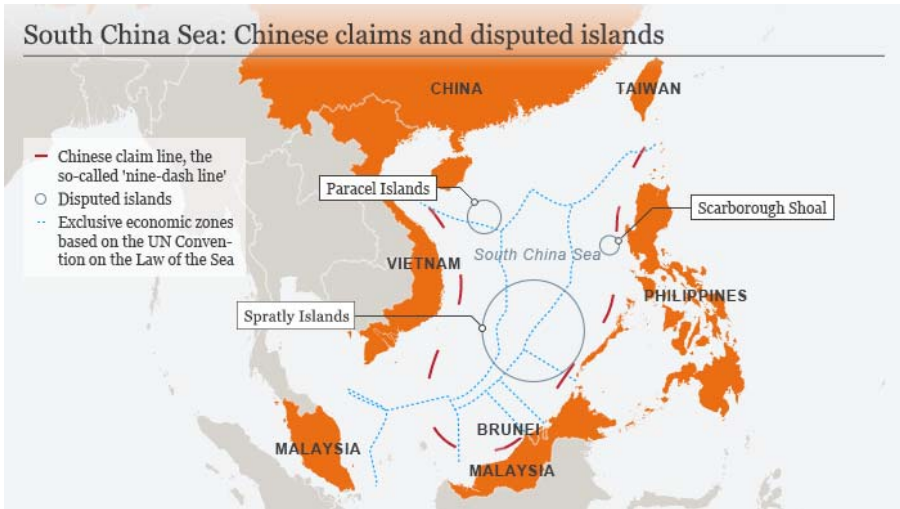 South China Sea: Chinese claims and disputed islands
CHINA
TAIWAN
Chinese claim line, the
so-called 'nine-dash line'
Disputed islands
Exclusive economic zones
based on the UN Conven-
tion on the Law of the Sea
Paracel Islands
Scarborough Shoal
South China Sea
VIETNAM
PHILIPPINES
Spratly Islands
BRUNEI
MALAYSIA
MALAYSIA